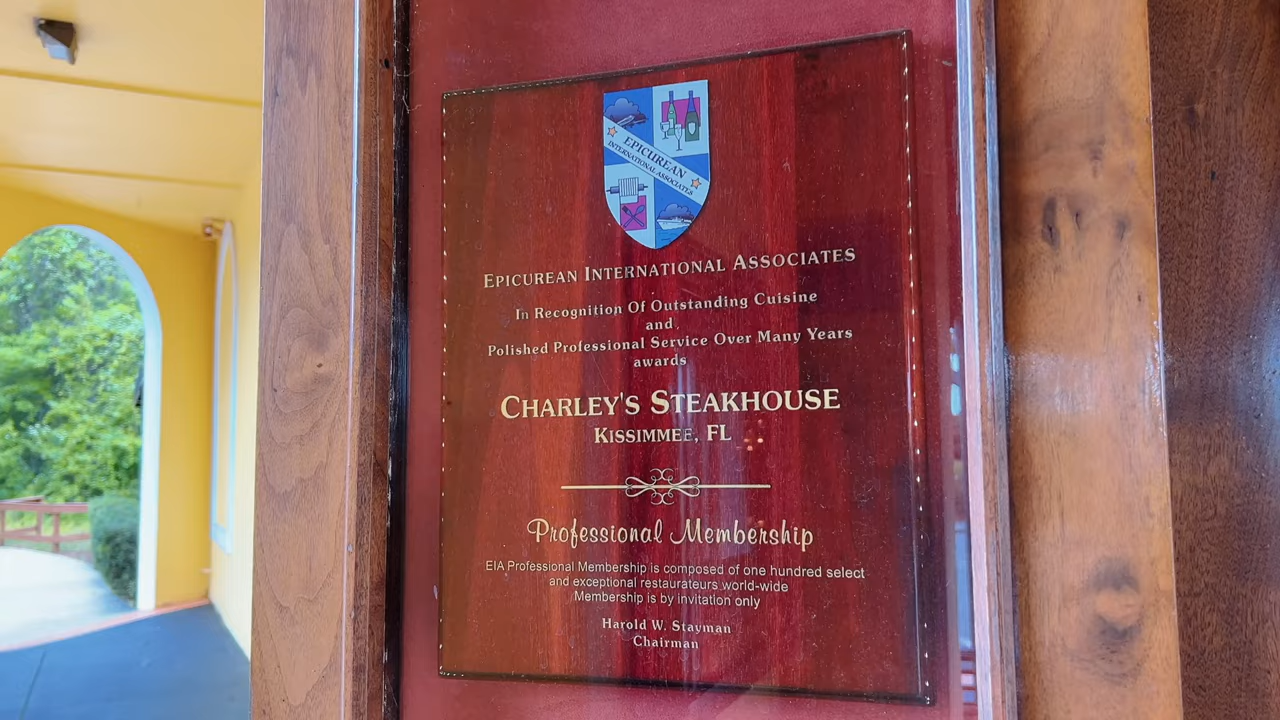 EPICUREAN
INTERNATIONAL ASSOCIATES
EPICUREAN INTERNATIONAL ASSOCIATES
In Recognition Of Outstanding Cuisine
and
Polished Professional Service Over Many Years
awards
CHARLEY'S STEAKHOUSE
KISSIMMEE, FL
Professional Membership
EIA Professional Membership is composed of one hundred select
and exceptional restaurateurs world-wide
Membership is by invitation only
Harold W. Stayman
Chairman